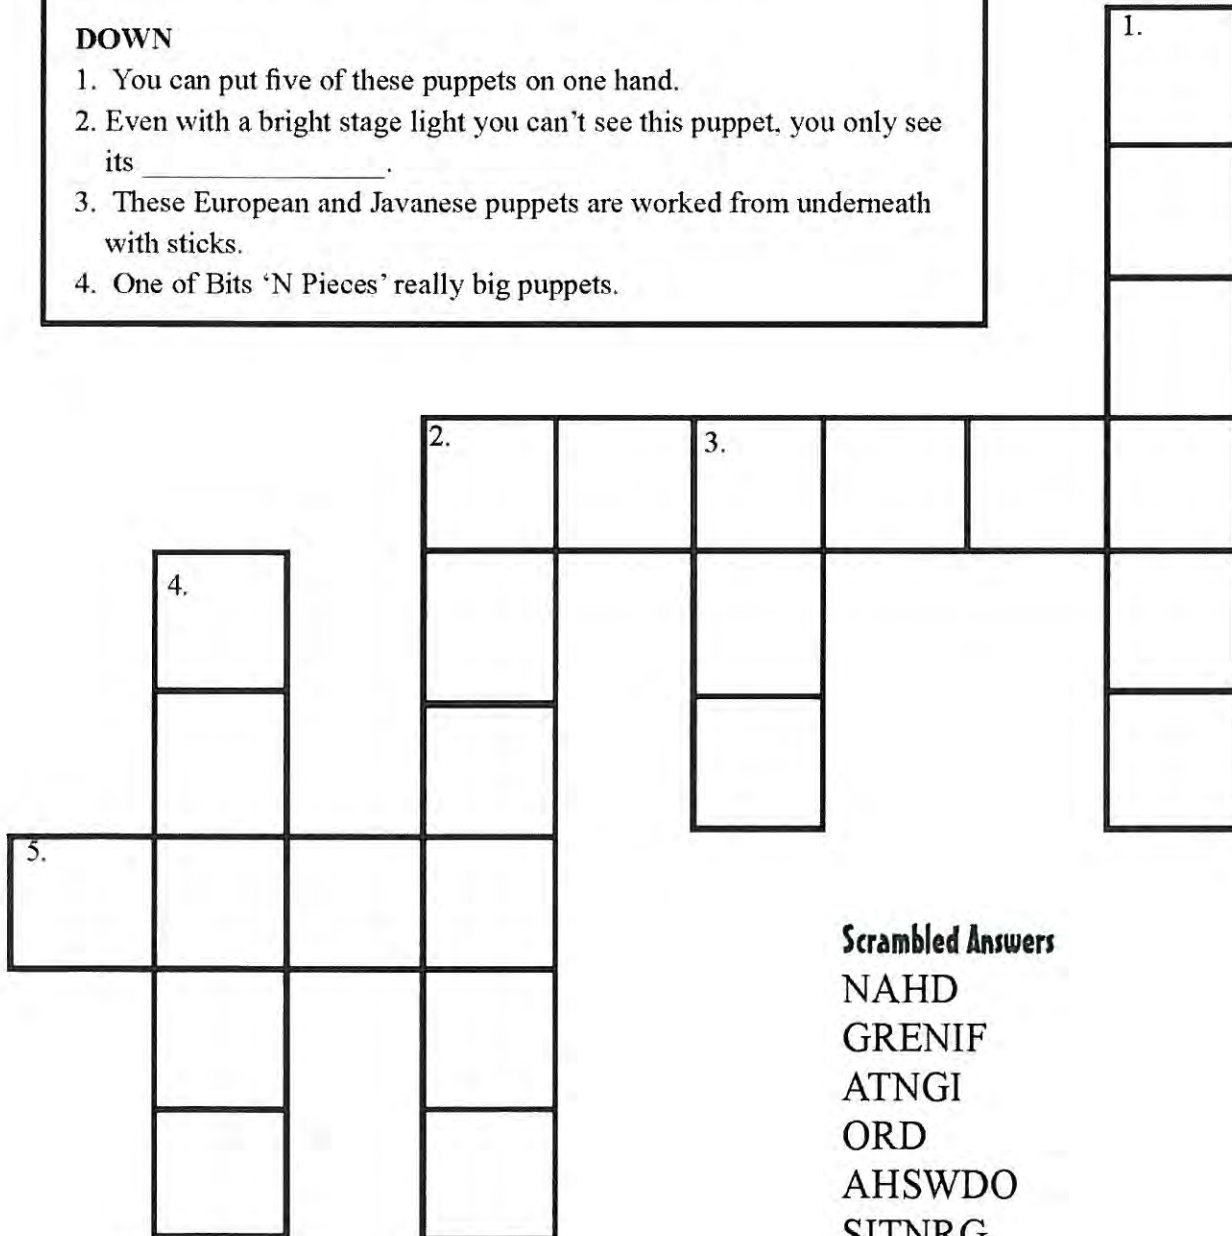 DOWN
1. You can put five of these puppets on one hand.
2. Even with a bright stage light you can't see this puppet, you only see
its _______________.
3. These European and Javanese puppets are worked from underneath
with sticks.
4. One of Bits ‘N Pieces’ really big puppets.
1.
2.
3.
4.
5.
Scrambled Answers
NAHD
GRENIF
ATNGI
ORD
AHSWDO
SITNRG